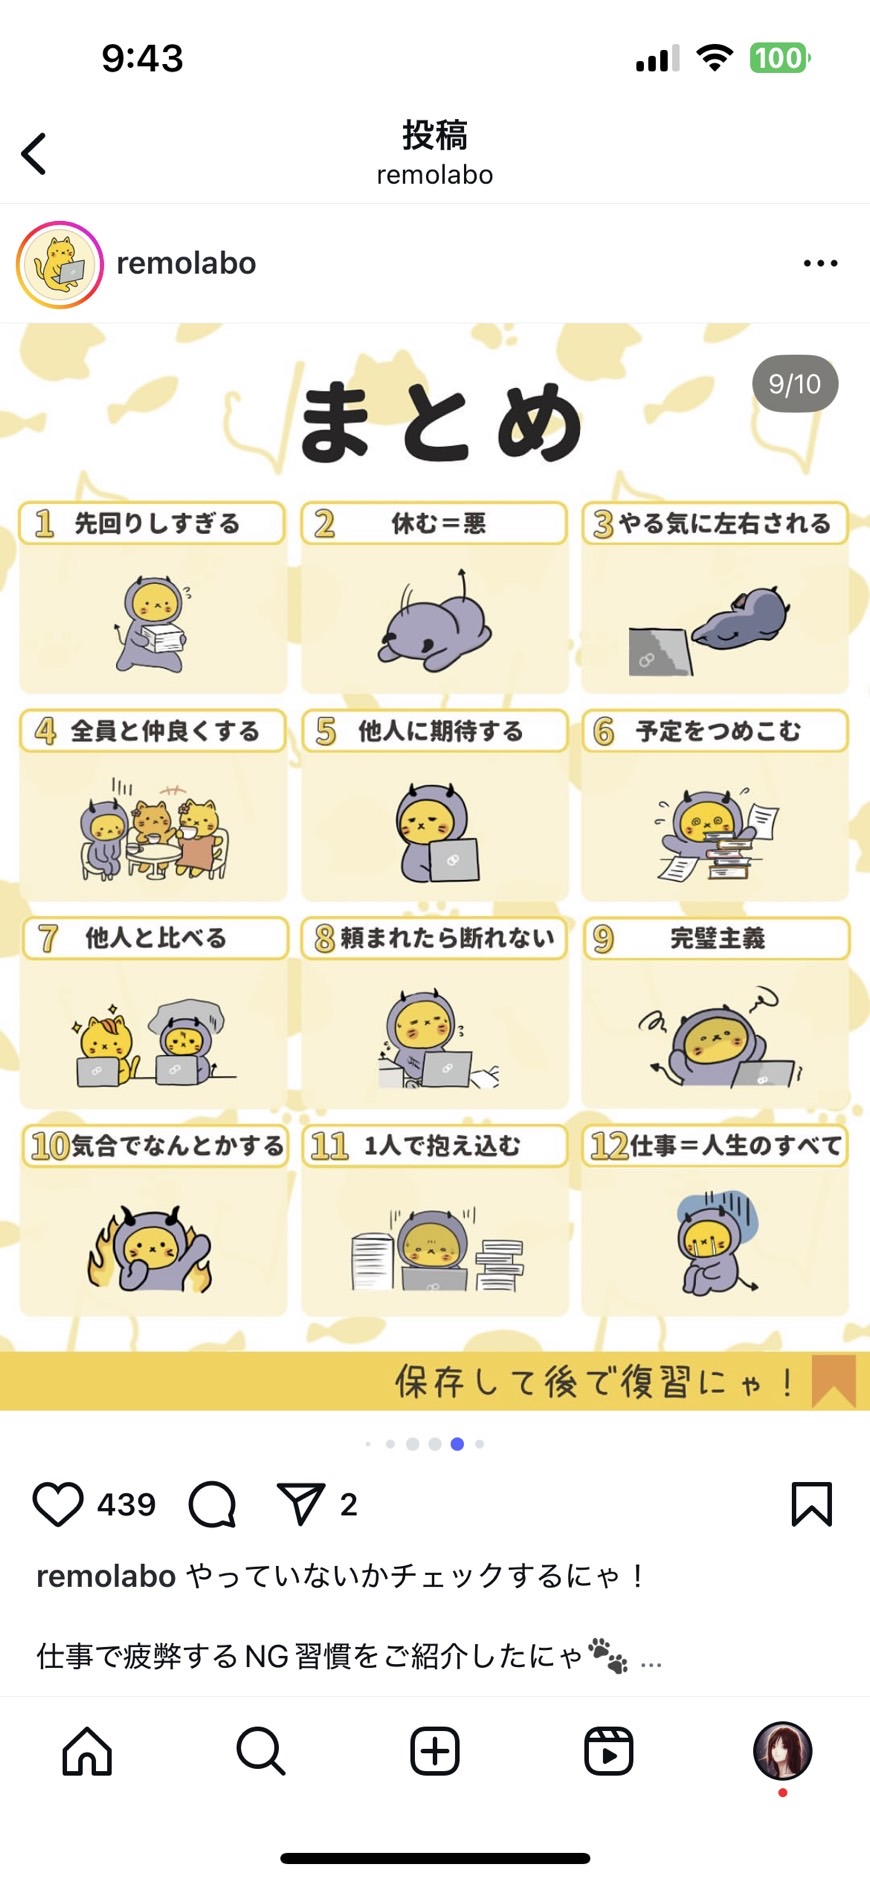 9:43
100
投稿
remolabo
remolabo
まとめ
9/10
1 先回りしすぎる
2 休む＝悪
3 やる気に左右される
4 全員と仲良くする
5 他人に期待する
6 予定をつめこむ
7 他人と比べる
8 頼まれたら断れない
9 完璧主義
10 気合でなんとかする
11 1人で抱え込む
12 仕事＝人生のすべて
保存して後で復習にゃ！
439
2
remolabo やっていないかチェックするにゃ！
仕事で疲弊するNG習慣をご紹介したにゃ🐾 ...